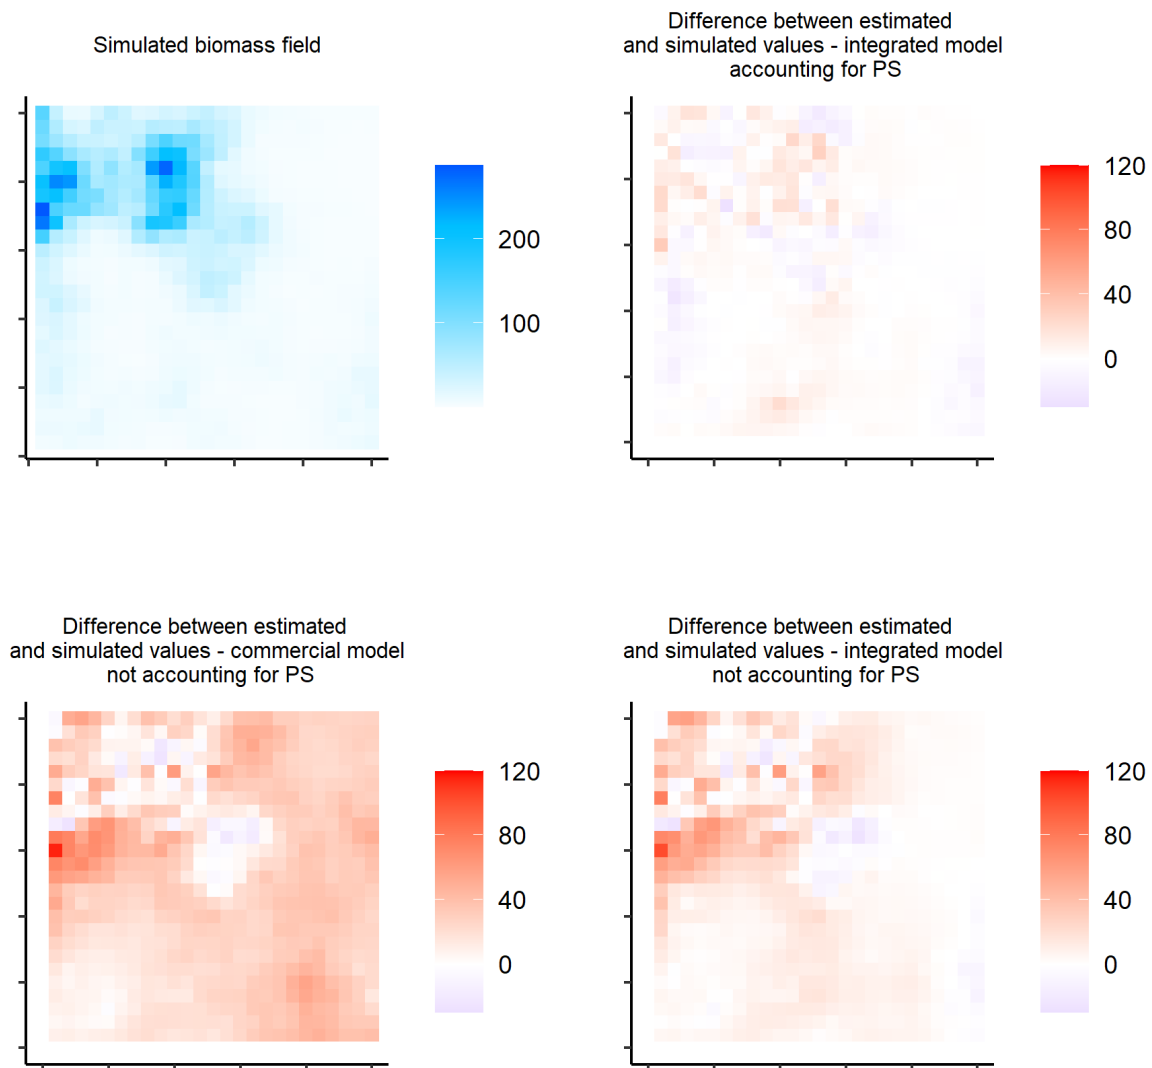 Simulated biomass field
200
100
Difference between estimated
and simulated values - integrated model
accounting for PS
120
80
40
0
Difference between estimated
and simulated values - commercial model
not accounting for PS
120
80
40
0
Difference between estimated
and simulated values - integrated model
not accounting for PS
120
80
40
0